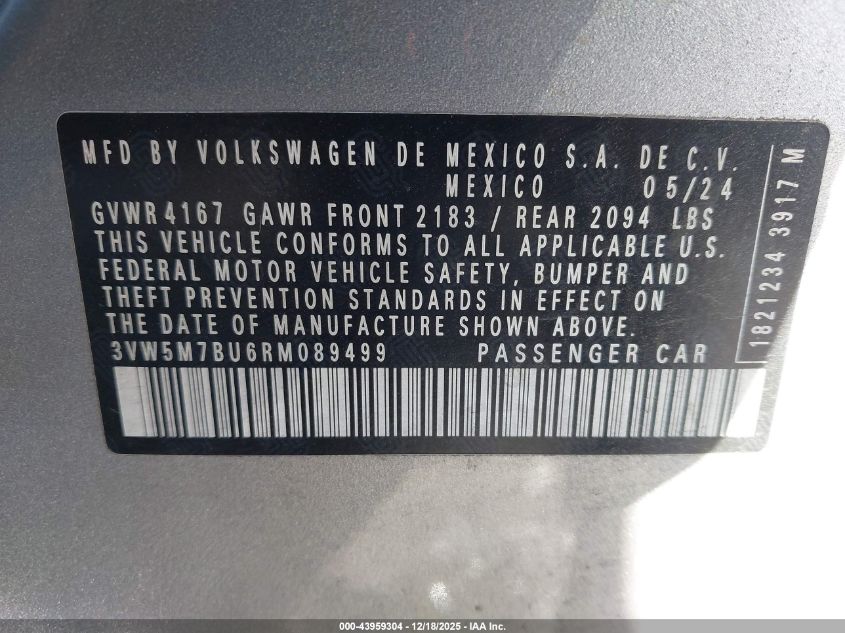 MFD BY VOLKSWAGEN DE MEXICO S.A. DE C.V.
MEXICO 05/24
GVWR 4167 GAWR FRONT 2183 / REAR 2094 LBS
THIS VEHICLE CONFORMS TO ALL APPLICABLE U.S.
FEDERAL MOTOR VEHICLE SAFETY, BUMPER AND
THEFT PREVENTION STANDARDS IN EFFECT ON
THE DATE OF MANUFACTURE SHOWN ABOVE.
3VW5M7BU6RM089499 PASSENGER CAR
1821234 3917 M
000-43959304 - 12/18/2025 - IAA Inc.